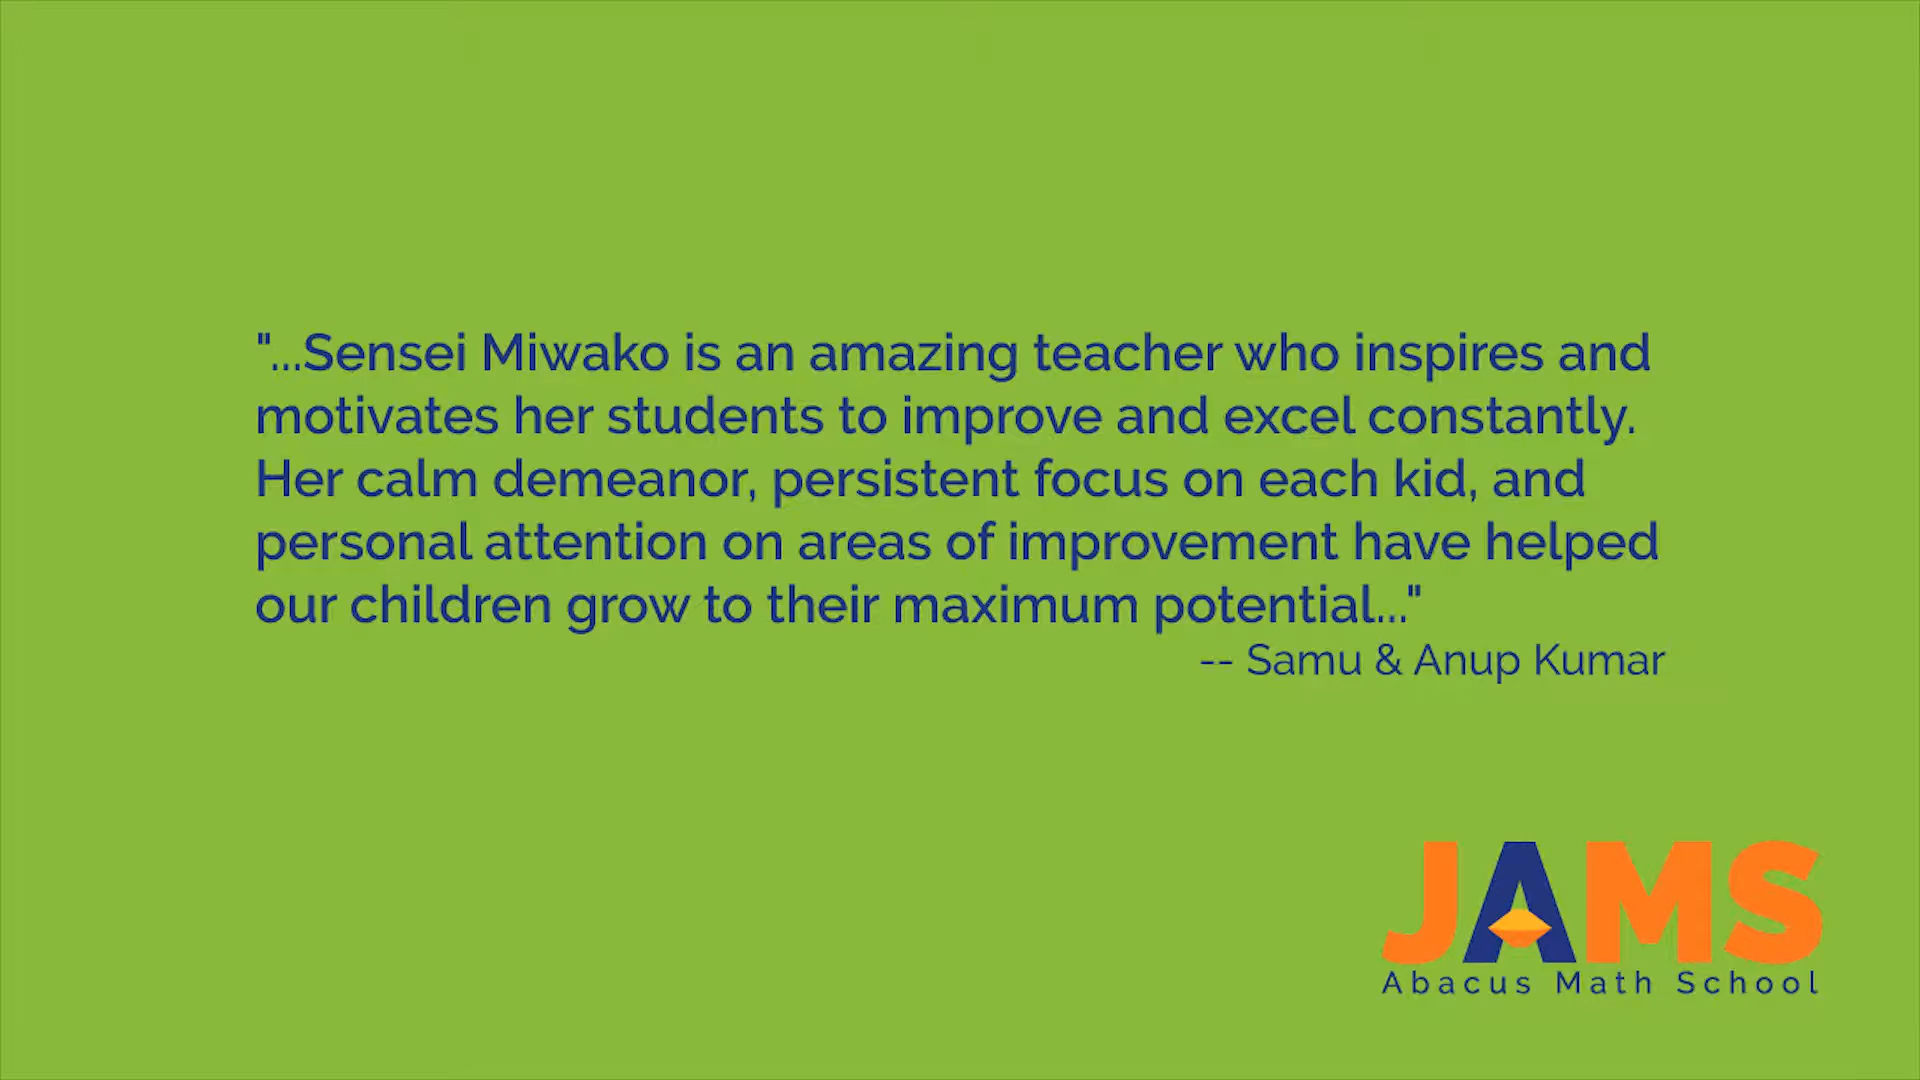 "...Sensei Miwako is an amazing teacher who inspires and
motivates her students to improve and excel constantly.
Her calm demeanor, persistent focus on each kid, and
personal attention on areas of improvement have helped
our children grow to their maximum potential..."
-- Samu & Anup Kumar
JAMS
Abacus Math School